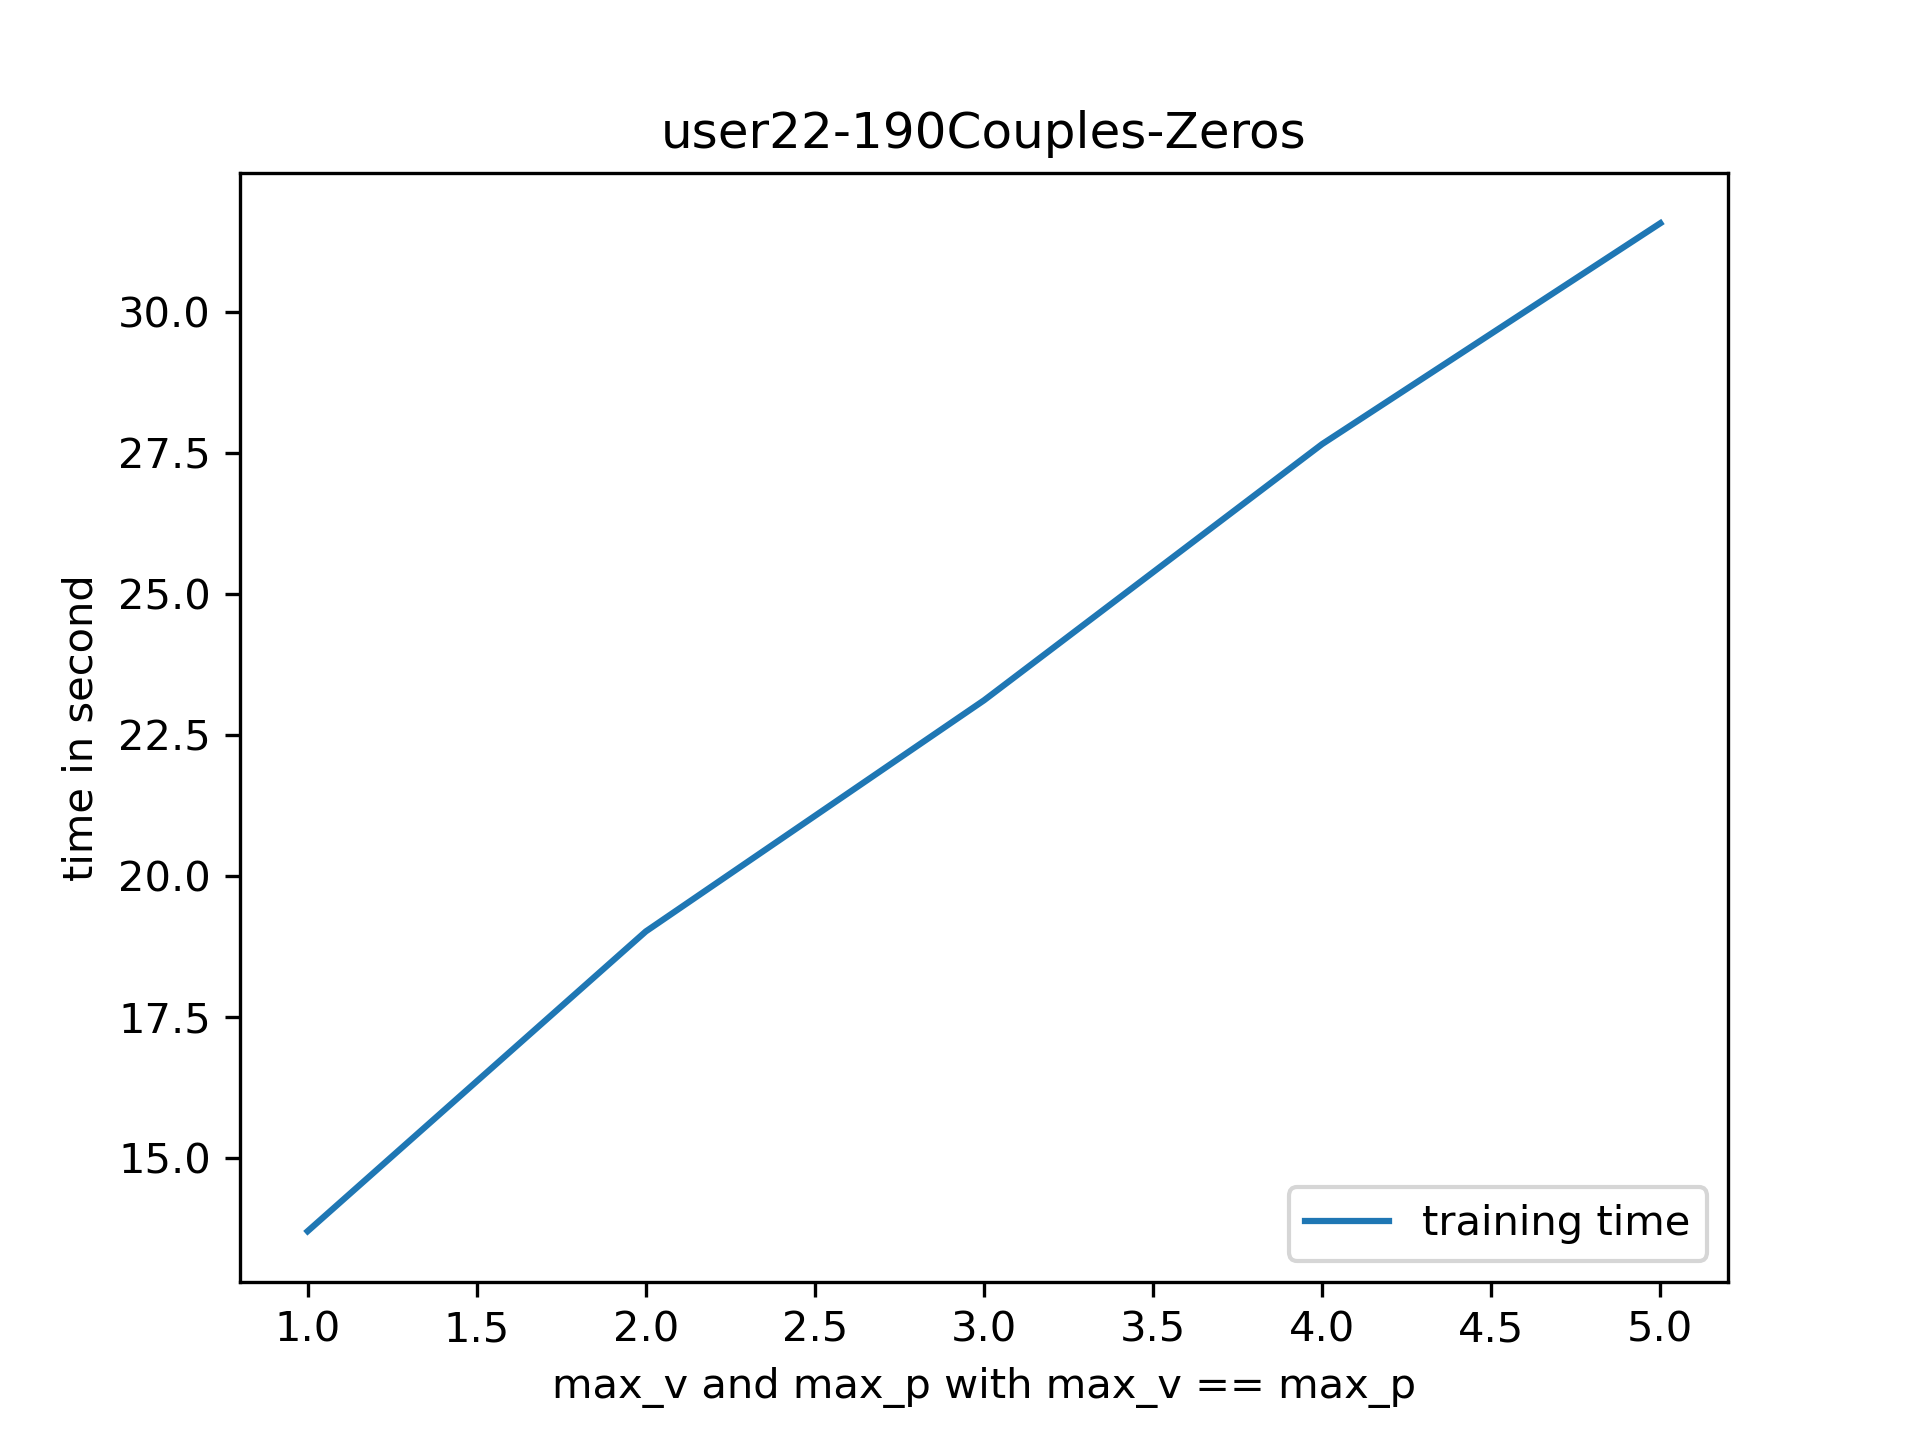 user22-190Couples-Zeros
30.0
27.5
25.0
22.5
20.0
17.5
15.0
time in second
training time
1.0 1.5 2.0 2.5 3.0 3.5 4.0 4.5 5.0
max_v and max_p with max_v == max_p